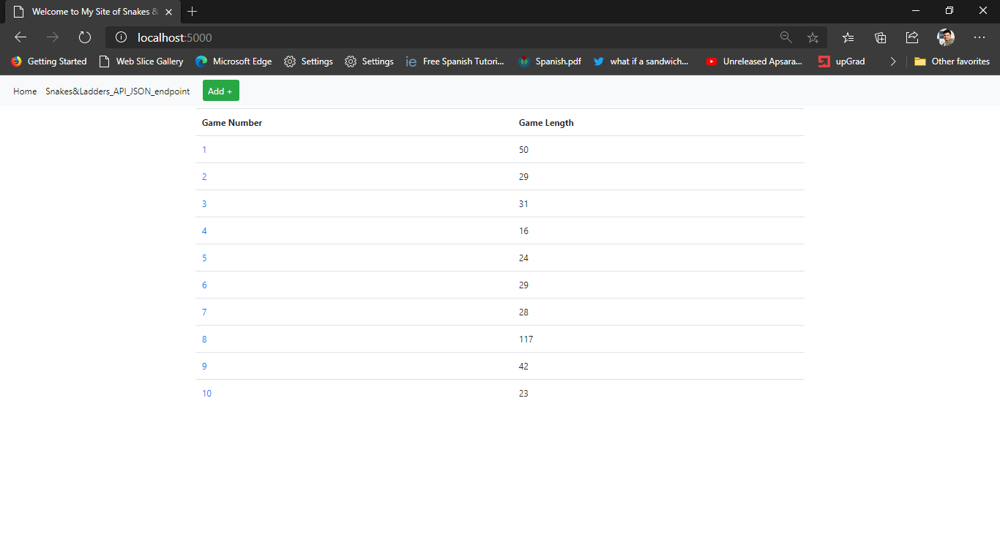 Welcome to My Site of Snakes &
localhost:5000
Getting Started Web Slice Gallery Microsoft Edge Settings Settings ie Free Spanish Tutori... Spanish.pdf what if a sandwich... Unreleased Apsara... upGrad Other favorites
Home Snakes&Ladders_API_JSON_endpoint Add +
Game Number Game Length
1 50
2 29
3 31
4 16
5 24
6 29
7 28
8 117
9 42
10 23